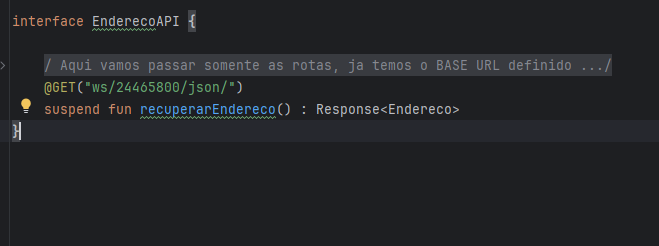 interface EnderecoAPI {
/ Aqui vamos passar somente as rotas, ja temos o BASE URL definido .../
@GET("ws/24465800/json/")
suspend fun recuperarEndereco() : Response<Endereco>
}